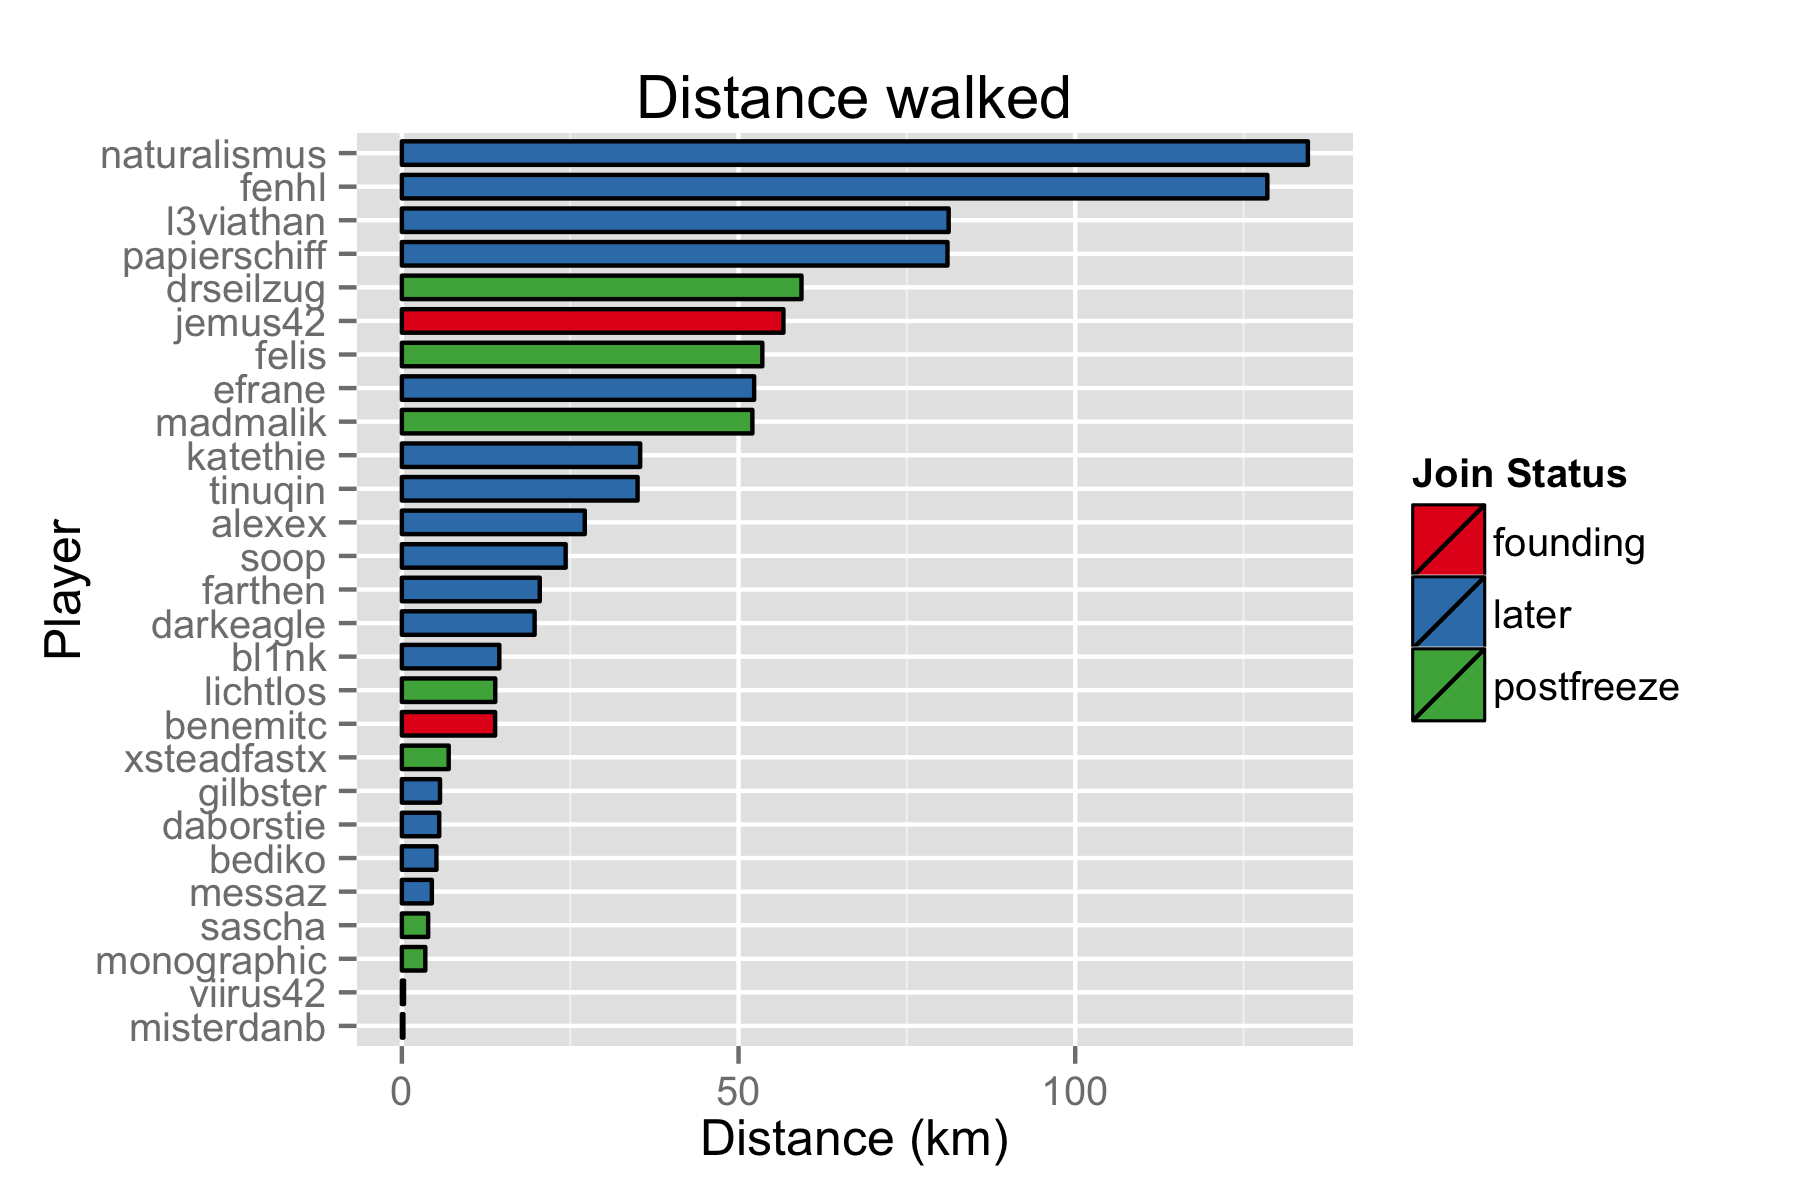 Distance walked
naturalismus
fenhl
l3viathan
papierschiff
drseilzug
jemus42
felis
efrane
madmalik
katethie
tinuqin
alexex
soop
farthen
darkeagle
bl1nk
lichtlos
benemitc
xsteadfastx
gilbster
daborstie
bediko
messaz
sascha
monographic
viirus42
misterdanb
Player
0 50 100
Distance (km)
Join Status
founding
later
postfreeze